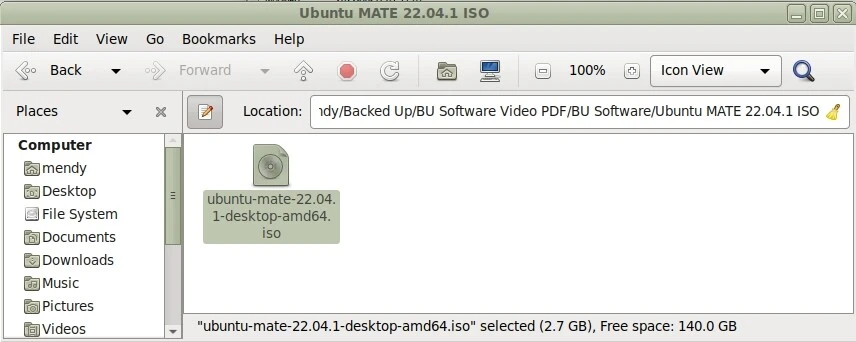 Ubuntu MATE 22.04.1 ISO
File Edit View Go Bookmarks Help
Back Forward 100% Icon View
Places Location: ndy/Backed Up/BU Software Video PDF/BU Software/Ubuntu MATE 22.04.1 ISO
Computer
mendy
Desktop
File System
Documents
Downloads
Music
Pictures
Videos
ubuntu-mate-22.04.
1-desktop-amd64.
iso
"ubuntu-mate-22.04.1-desktop-amd64.iso" selected (2.7 GB), Free space: 140.0 GB